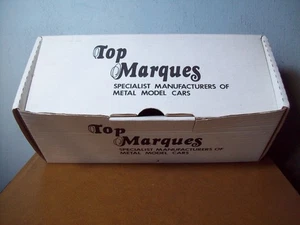 Top
Marques
SPECIALIST MANUFACTURERS OF
METAL MODEL CARS
Top
Marques
SPECIALIST MANUFACTURERS OF
METAL MODEL CARS